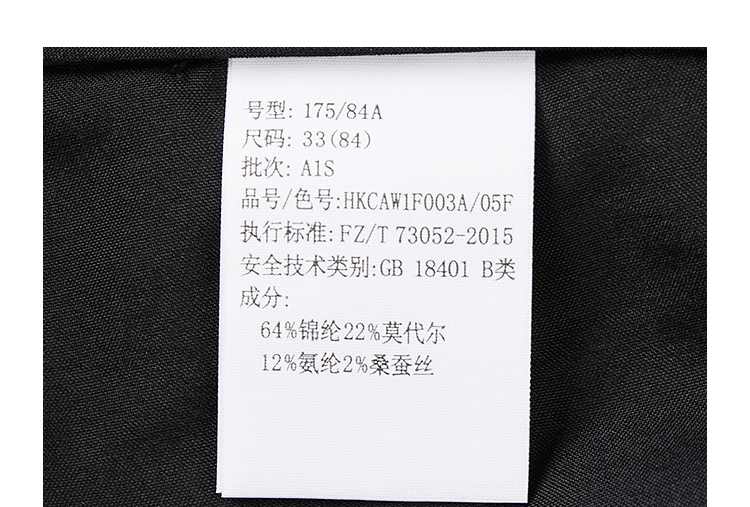 号型: 175/84A
尺码: 33(84)
批次: A1S
品号/色号:HKCAW1F003A/05F
执行标准:FZ/T 73052-2015
安全技术类别:GB 18401 B类
成分:
64%锦纶22%莫代尔
12%氨纶2%桑蚕丝